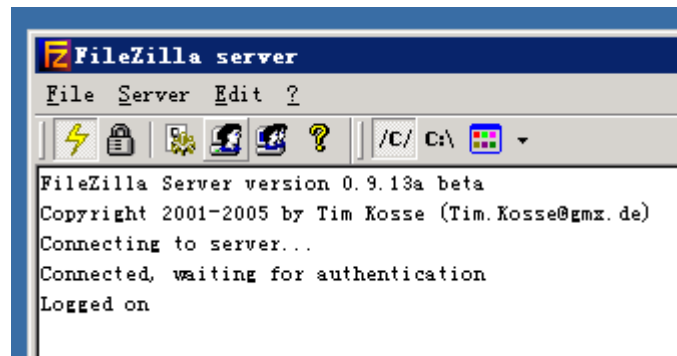 FileZilla server
File Server Edit ?
/C/ C:\
FileZilla Server version 0.9.13a beta
Copyright 2001-2005 by Tim Kosse (Tim.Kosse@gmx.de)
Connecting to server...
Connected, waiting for authentication
Logged on